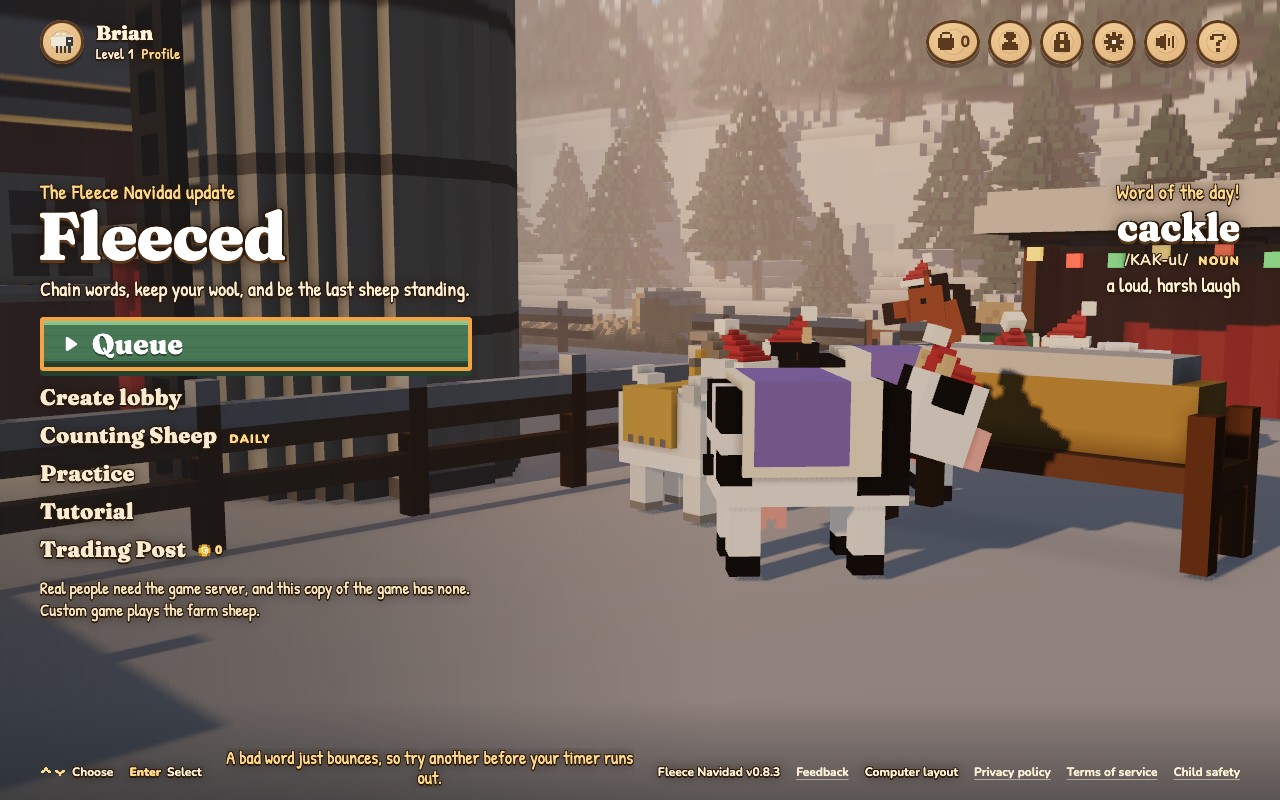 Brian
Level 1 Profile
0
The Fleece Navidad update
Fleeced
Chain words, keep your wool, and be the last sheep standing.
Queue
Create lobby
Counting Sheep DAILY
Practice
Tutorial
Trading Post 0
Real people need the game server, and this copy of the game has none.
Custom game plays the farm sheep.
Word of the day!
cackle
/KAK-ul/ NOUN
a loud, harsh laugh
Choose Enter Select
A bad word just bounces, so try another before your timer runs
out.
Fleece Navidad v0.8.3 Feedback Computer layout Privacy policy Terms of service Child safety